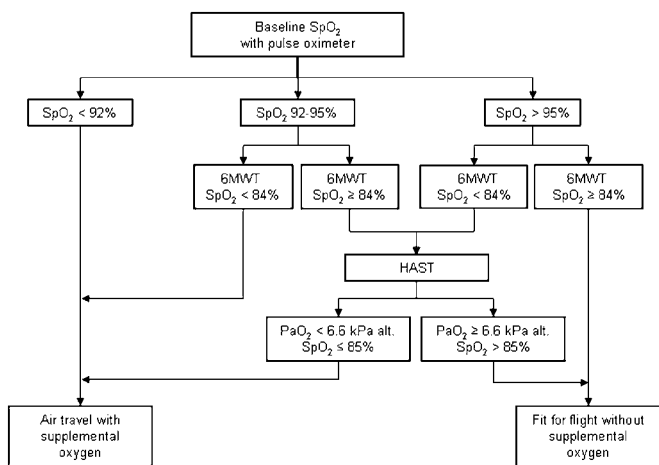 Baseline SpO₂
with pulse oximeter
SpO₂ < 92%
SpO₂ 92-95%
SpO₂ > 95%
6MWT
SpO₂ < 84%
6MWT
SpO₂ ≥ 84%
6MWT
SpO₂ < 84%
6MWT
SpO₂ ≥ 84%
HAST
PaO₂ < 6.6 kPa alt.
SpO₂ ≤ 85%
PaO₂ ≥ 6.6 kPa alt.
SpO₂ > 85%
Air travel with
supplemental
oxygen
Fit for flight without
supplemental
oxygen